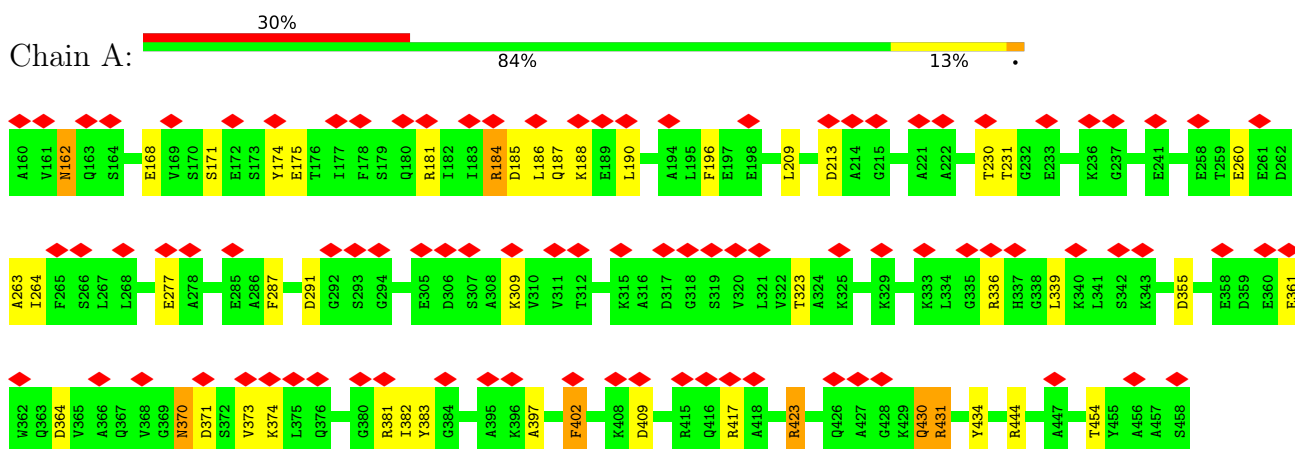 30%
Chain A:
84% 13% •
A160 V161 N162 Q163 S164 E168 V169 S170 S171 E172 S173 Y174 E175 T176 I177 F178 S179 Q180 R181 I182 I183 R184 D185 L186 Q187 K188 E189 L190 A194 L195 F196 E197 E198 L209 D213 A214 G215 A221 A222 T230 T231 G232 E233 K236 G237 E241 E258 T259 E260 E261 D262
A263 I264 F265 S266 L267 L268 E277 A278 E285 A286 F287 D291 G292 S293 G294 E305 D306 S307 A308 K309 V310 V311 T312 K315 A316 D317 G318 S319 V320 L321 V322 T323 A324 K325 K329 K333 L334 G335 R336 H337 G338 L339 K340 L341 S342 K343 D355 E358 D359 E360 E361
W362 Q363 D364 V365 A366 Q367 V368 G369 N370 D371 S372 V373 K374 L375 Q376 G380 R381 I382 Y383 G384 A395 K396 A397 F402 K408 D409 R415 Q416 R417 A418 R423 Q426 A427 G428 K429 Q430 R431 Y434 R444 A447 T454 Y455 A456 A457 S458